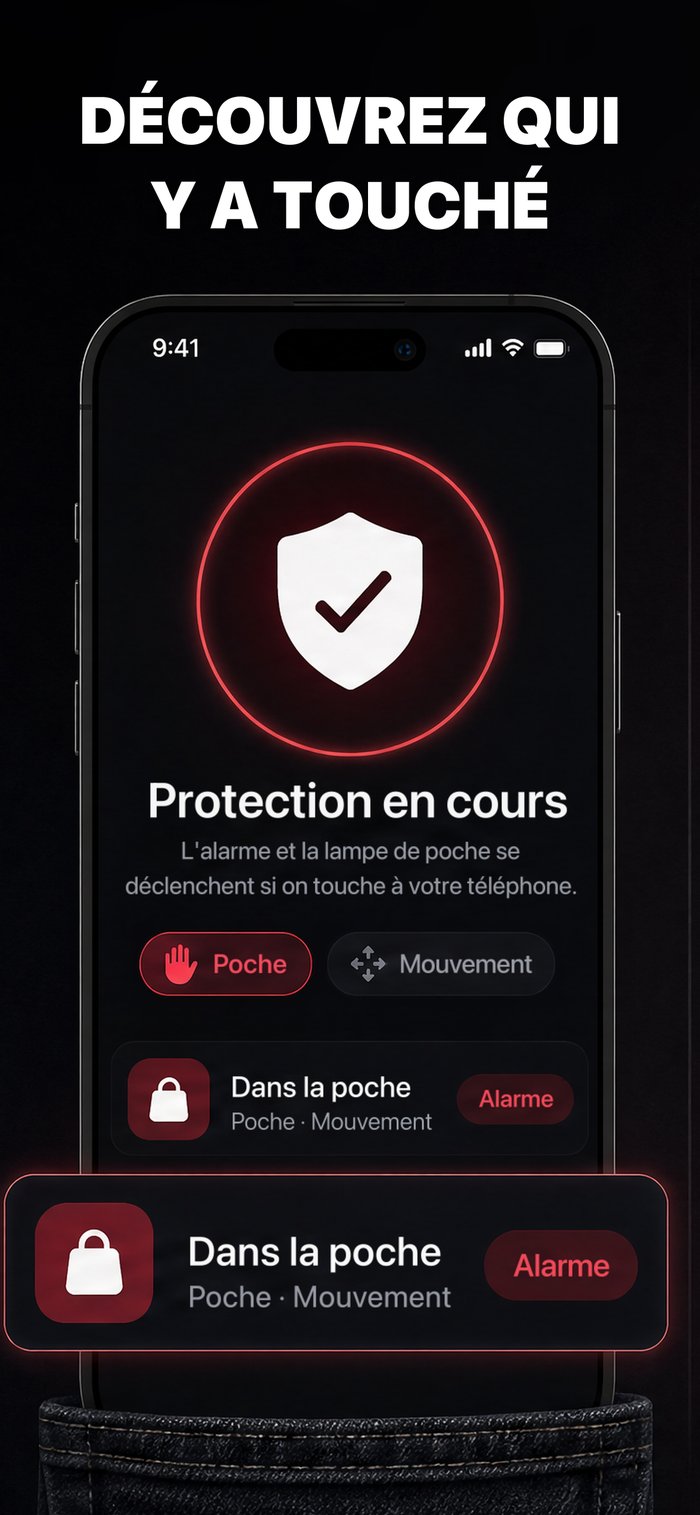 DÉCOUVREZ QUI
Y A TOUCHÉ
9:41
Protection en cours
L'alarme et la lampe de poche se
déclenchent si on touche à votre téléphone.
Poche
Mouvement
Dans la poche
Poche · Mouvement
Alarme
Dans la poche
Poche · Mouvement
Alarme